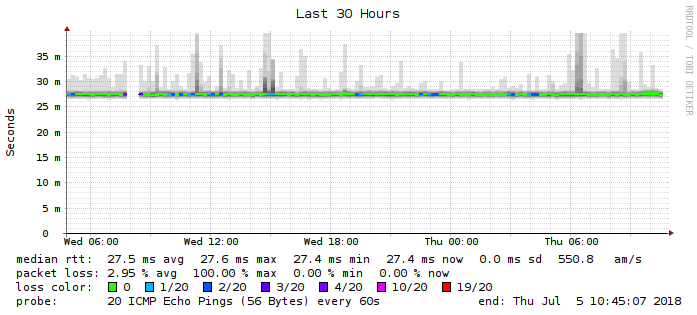 Last 30 Hours
RRDTOOL / TOBI OETIKER
Seconds
35 m
30 m
25 m
20 m
15 m
10 m
5 m
0
Wed 06:00 Wed 12:00 Wed 18:00 Thu 00:00 Thu 06:00
median rtt: 27.5 ms avg 27.6 ms max 27.4 ms min 27.4 ms now 0.0 ms sd 550.8 am/s
packet loss: 2.95 % avg 100.00 % max 0.00 % min 0.00 % now
loss color: 0 1/20 2/20 3/20 4/20 10/20 19/20
probe: 20 ICMP Echo Pings (56 Bytes) every 60s end: Thu Jul 5 10:45:07 2018